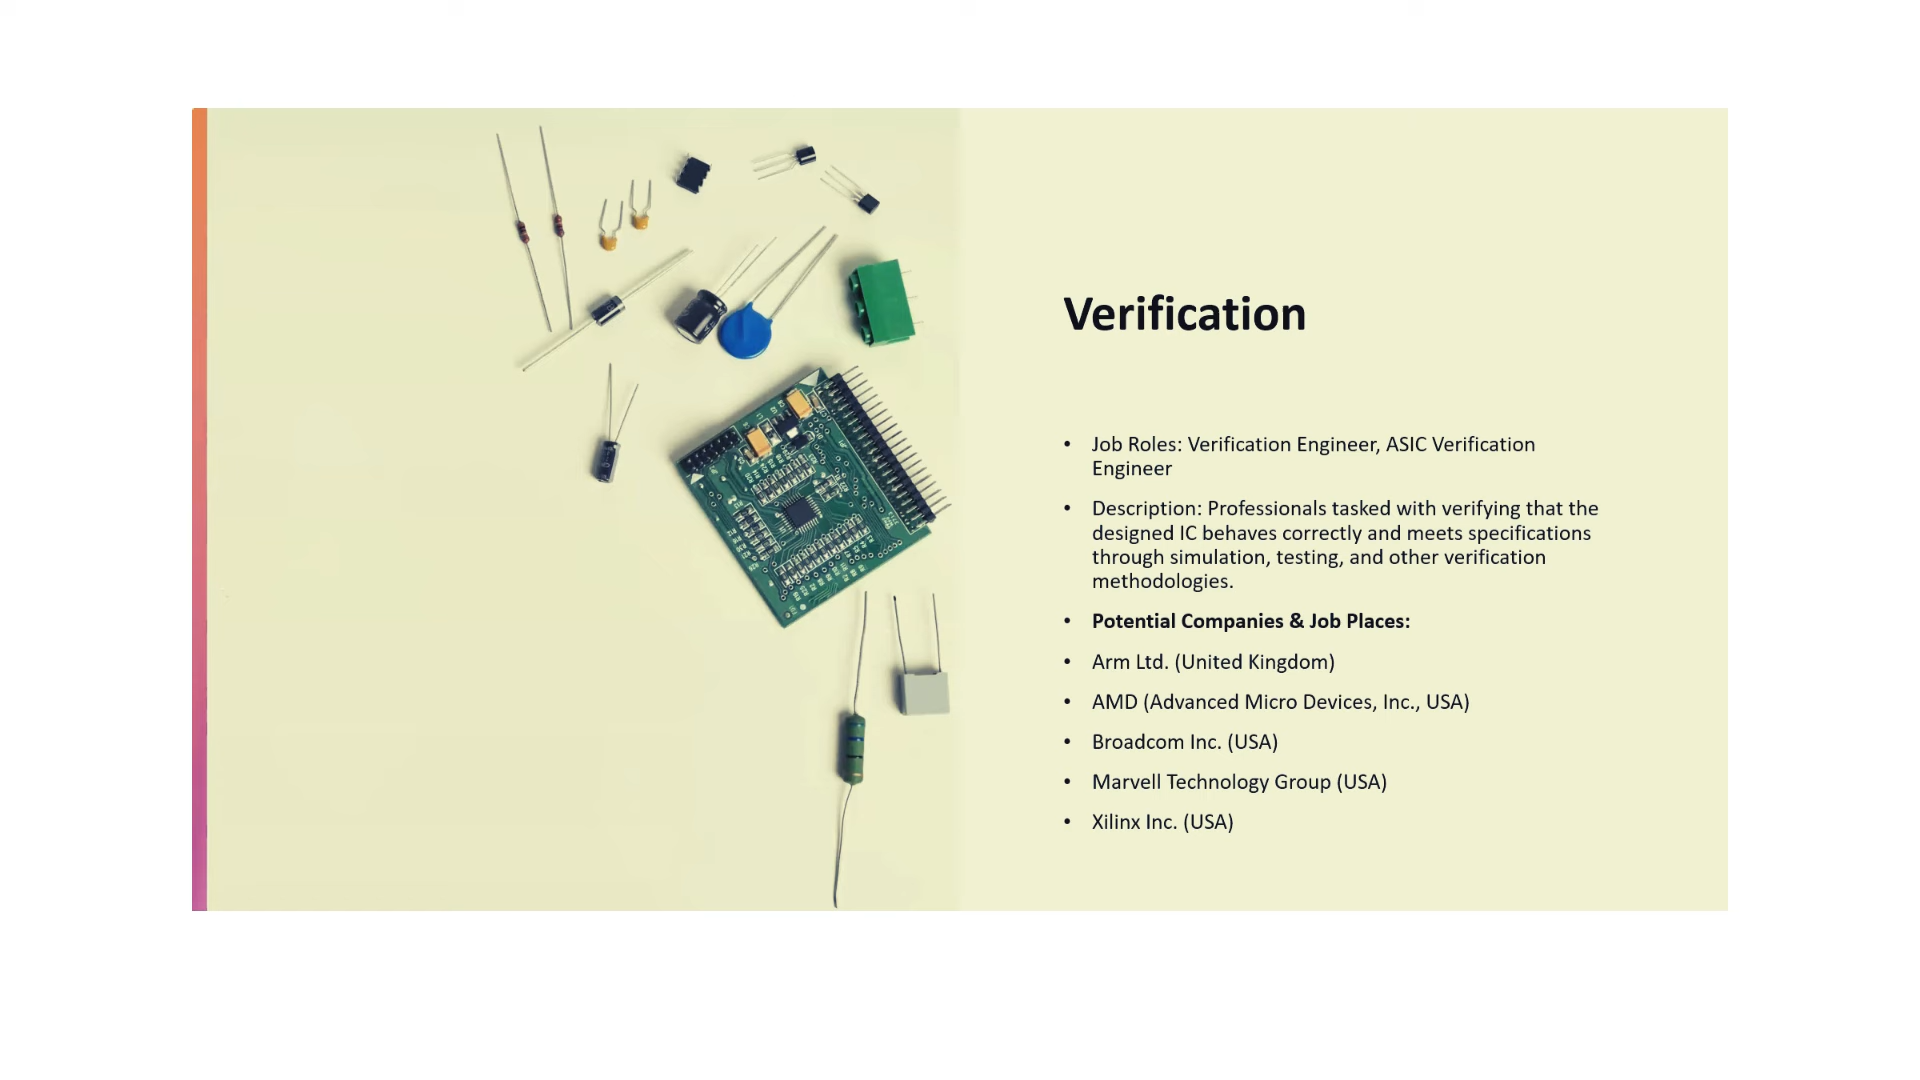 Verification
• Job Roles: Verification Engineer, ASIC Verification
Engineer
• Description: Professionals tasked with verifying that the
designed IC behaves correctly and meets specifications
through simulation, testing, and other verification
methodologies.
• Potential Companies & Job Places:
• Arm Ltd. (United Kingdom)
• AMD (Advanced Micro Devices, Inc., USA)
• Broadcom Inc. (USA)
• Marvell Technology Group (USA)
• Xilinx Inc. (USA)